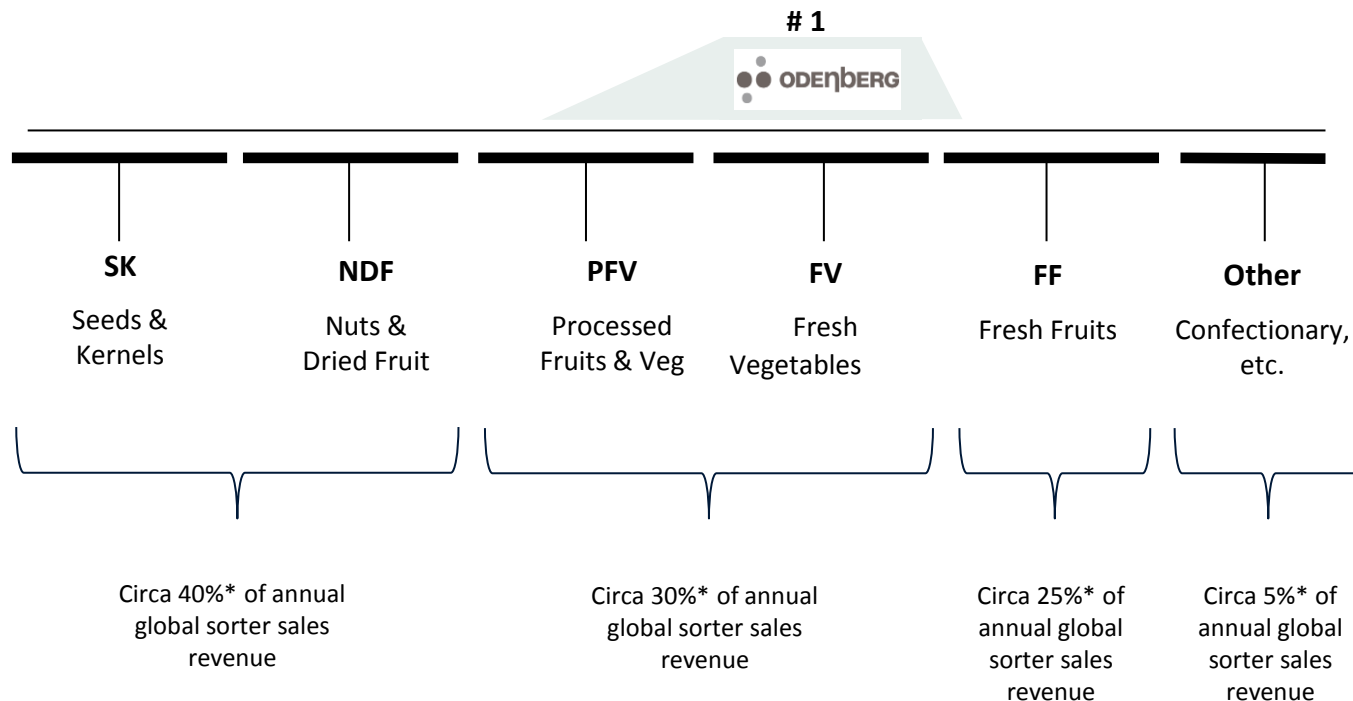 # 1
ODENBERG
SK
NDF
PFV
FV
FF
Other
Seeds &
Kernels
Nuts &
Dried Fruit
Processed
Fruits & Veg
Fresh
Vegetables
Fresh Fruits
Confectionary,
etc.
Circa 40%* of annual
global sorter sales
revenue
Circa 30%* of annual
global sorter sales
revenue
Circa 25%* of
annual global
sorter sales
revenue
Circa 5%* of
annual global
sorter sales
revenue